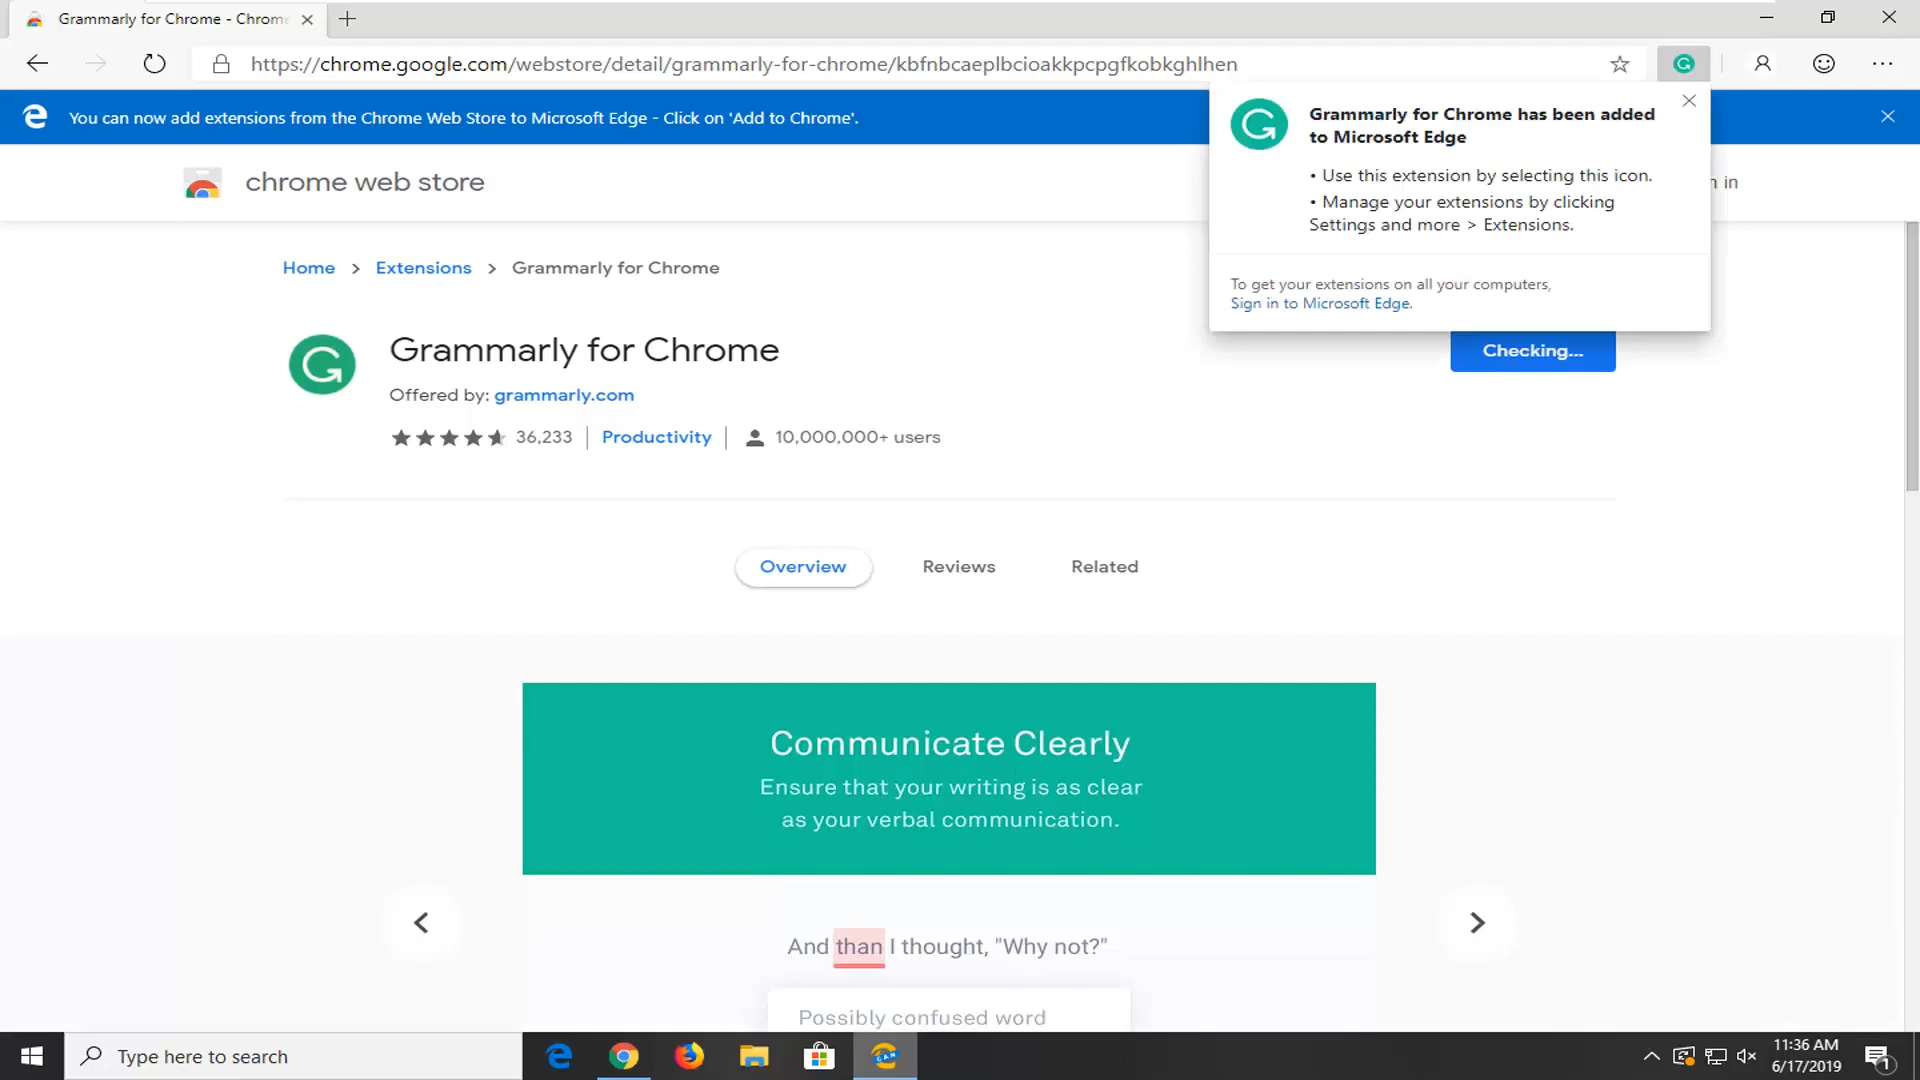 Grammarly for Chrome - Chrome
https://chrome.google.com/webstore/detail/grammarly-for-chrome/kbfnbcaeplbcioakkpcpgfkobkghlhen
You can now add extensions from the Chrome Web Store to Microsoft Edge - Click on 'Add to Chrome'.
Grammarly for Chrome has been added
to Microsoft Edge
• Use this extension by selecting this icon.
• Manage your extensions by clicking
Settings and more > Extensions.
To get your extensions on all your computers,
Sign in to Microsoft Edge.
chrome web store
in
Home > Extensions > Grammarly for Chrome
Grammarly for Chrome
Checking...
Offered by: grammarly.com
36,233 Productivity 10,000,000+ users
Overview Reviews Related
Communicate Clearly
Ensure that your writing is as clear
as your verbal communication.
And than I thought, "Why not?"
Possibly confused word
Type here to search
CAN
11:36 AM
6/17/2019
1